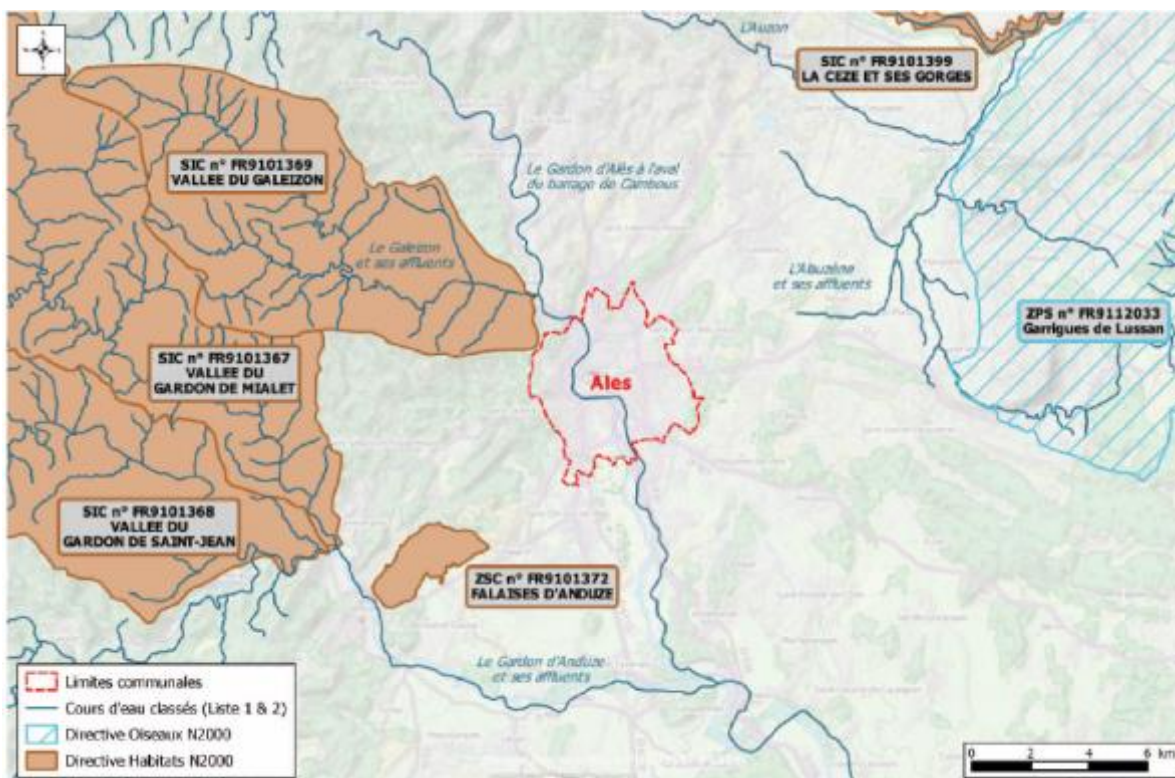 L'Auzon
SIC n° FR9101399
LA CEZE ET SES GORGES
SIC n° FR9101369
VALLEE DU GALEIZON
Le Gardon d'Alès à l'aval
du barrage de Cambous
Le Galeizon
et ses affluents
L'Alauzène
et ses affluents
ZPS n° FR9112033
Garrigues de Lussan
SIC n° FR9101367
VALLEE DU
GARDON DE MIALET
Ales
SIC n° FR9101368
VALLEE DU
GARDON DE SAINT-JEAN
ZSC n° FR9101372
FALAISES D'ANDUZE
Le Gardon d'Anduze
et ses affluents
Limites communales
Cours d'eau classés (Liste 1 & 2)
Directive Oiseaux N2000
Directive Habitats N2000
0 2 4 6 km